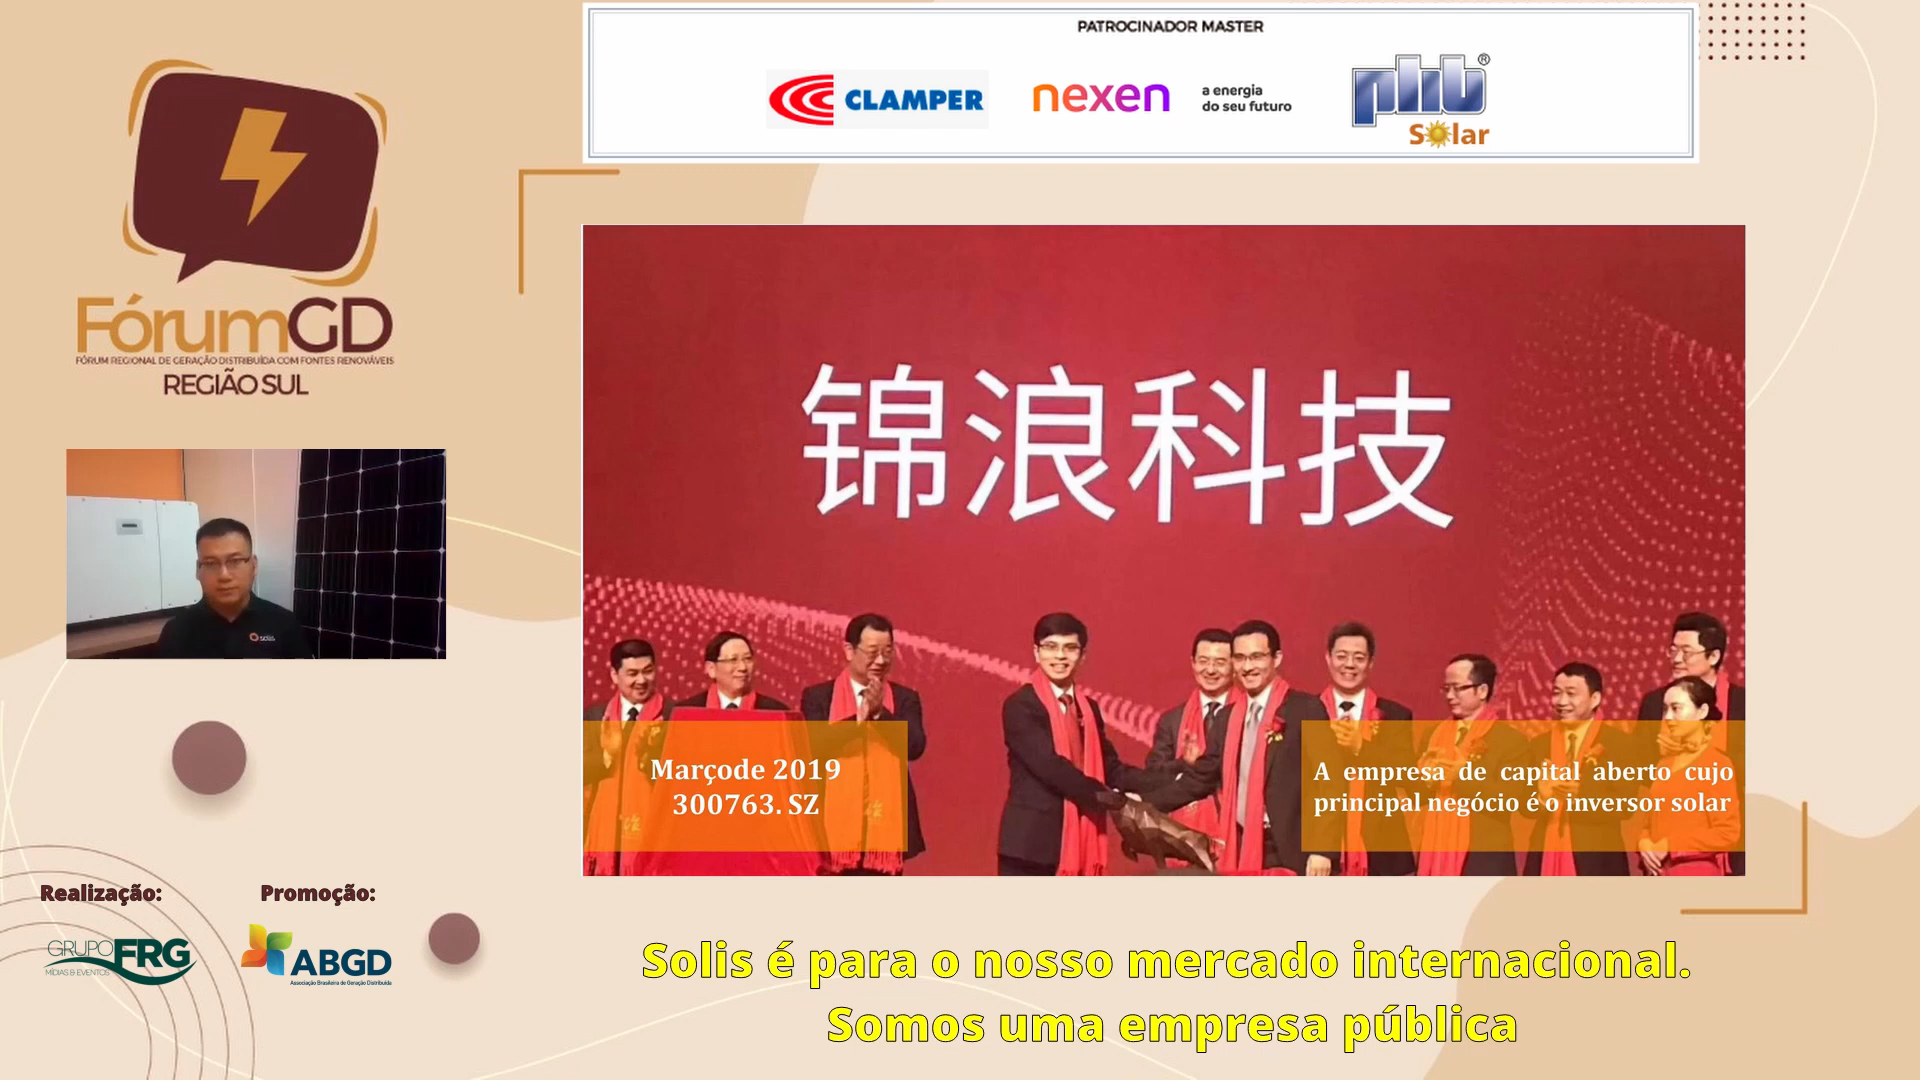 PATROCINADOR MASTER
CLAMPER
nexen
a energia
do seu futuro
phb®
Solar
FórumGD
FÓRUM REGIONAL DE GERAÇÃO DISTRIBUÍDA COM FONTES RENOVÁVEIS
REGIÃO SUL
锦浪科技
solis
Marçode 2019
300763. SZ
A empresa de capital aberto cujo
principal negócio é o inversor solar
Realização:
Promoção:
GRUPO FRG
MÍDIAS & EVENTOS
ABGD
Associação Brasileira de Geração Distribuída
Solis é para o nosso mercado internacional.
Somos uma empresa pública